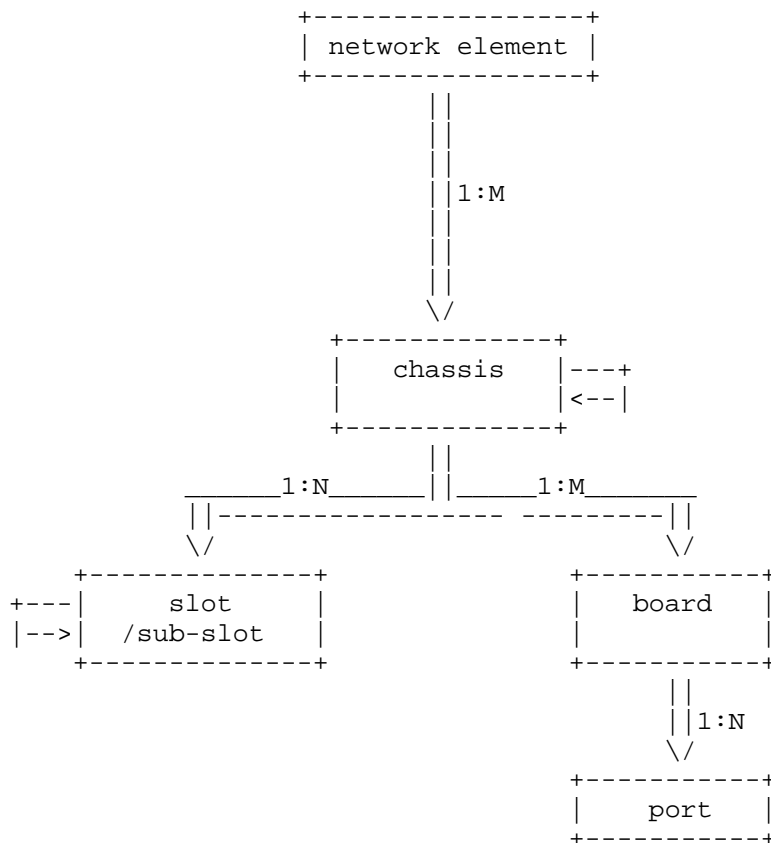 network element
1:M
chassis
1:N 1:M
slot board
/sub-slot
1:N
port